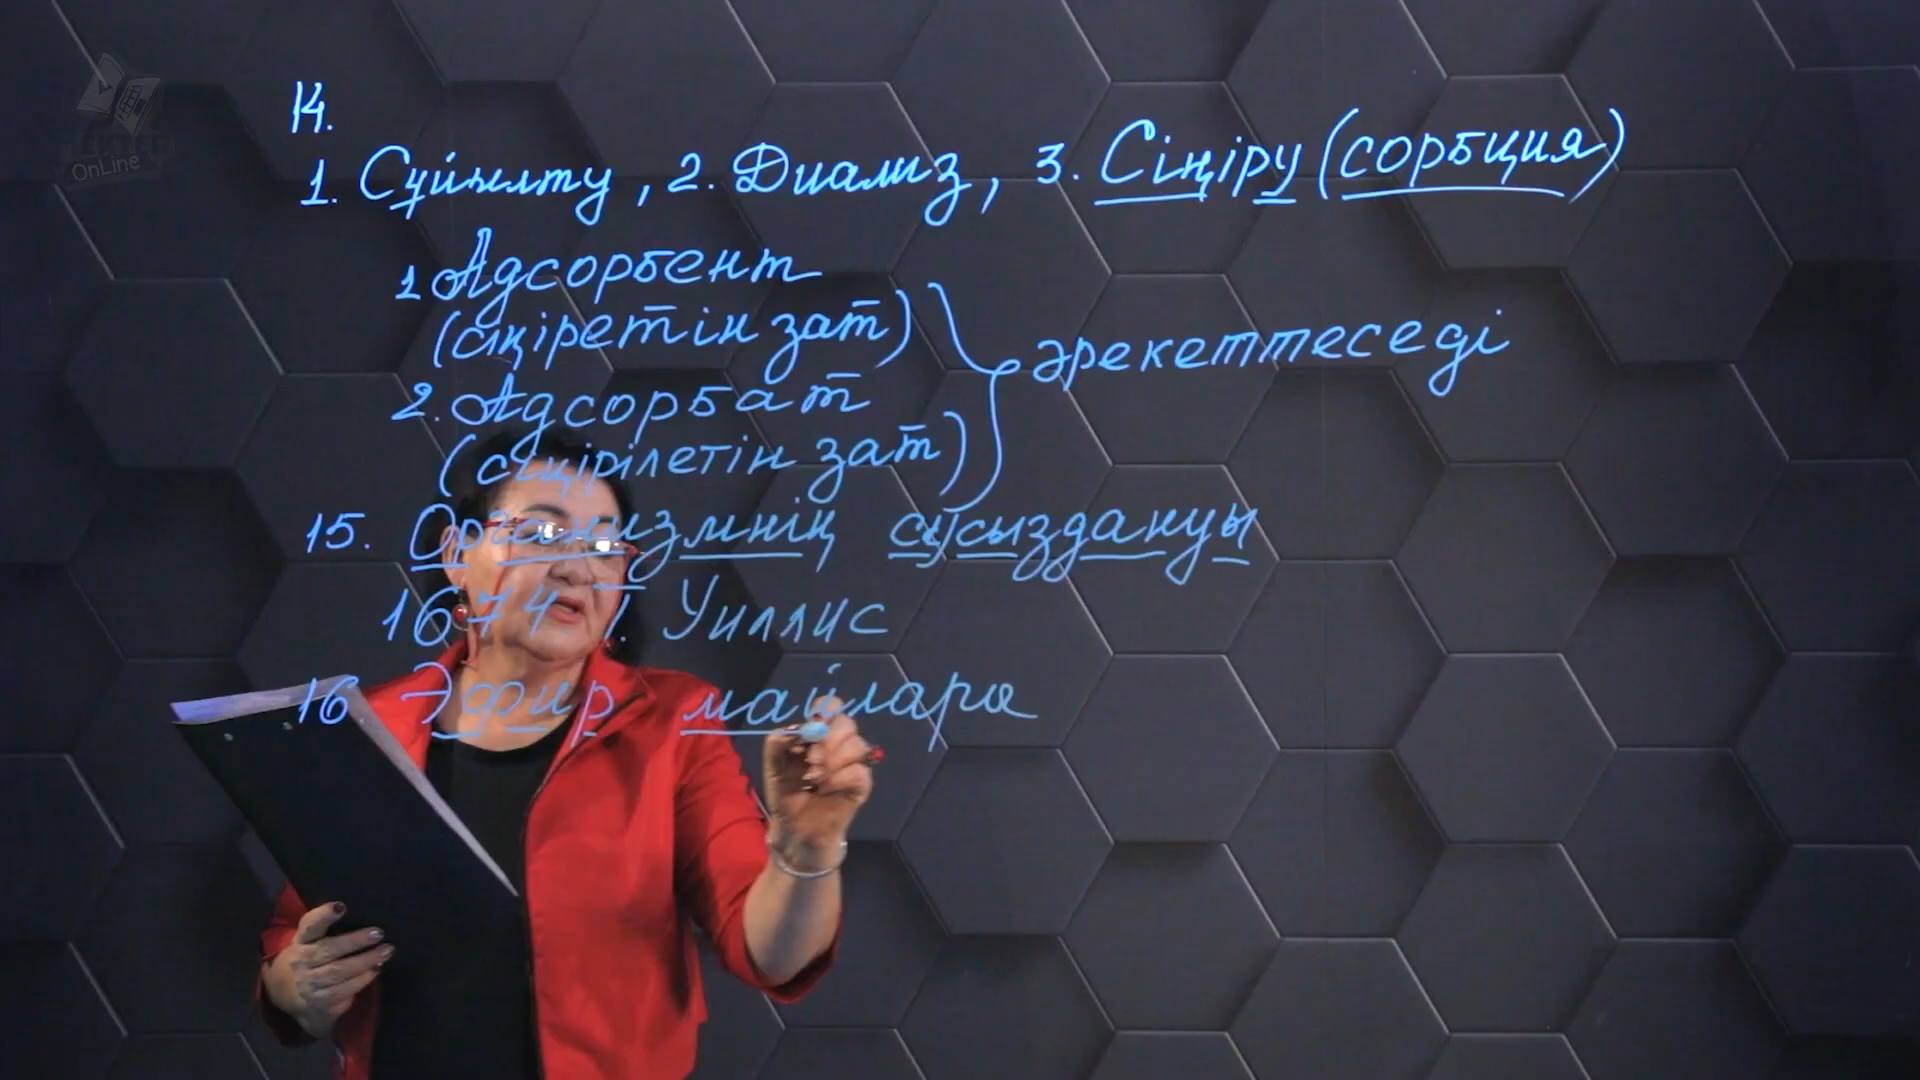 OnLine
14.
1. Сұйылту, 2. Диализ, 3. Сіңіру (сорбция)
1 Адсорбент
(сіңіретін зат)
әрекеттеседі
2. Адсорбат
(сіңірілетін зат)
15. Организмнің сусыздануы
1674 Т. Уиллис
16 Эфир майлары